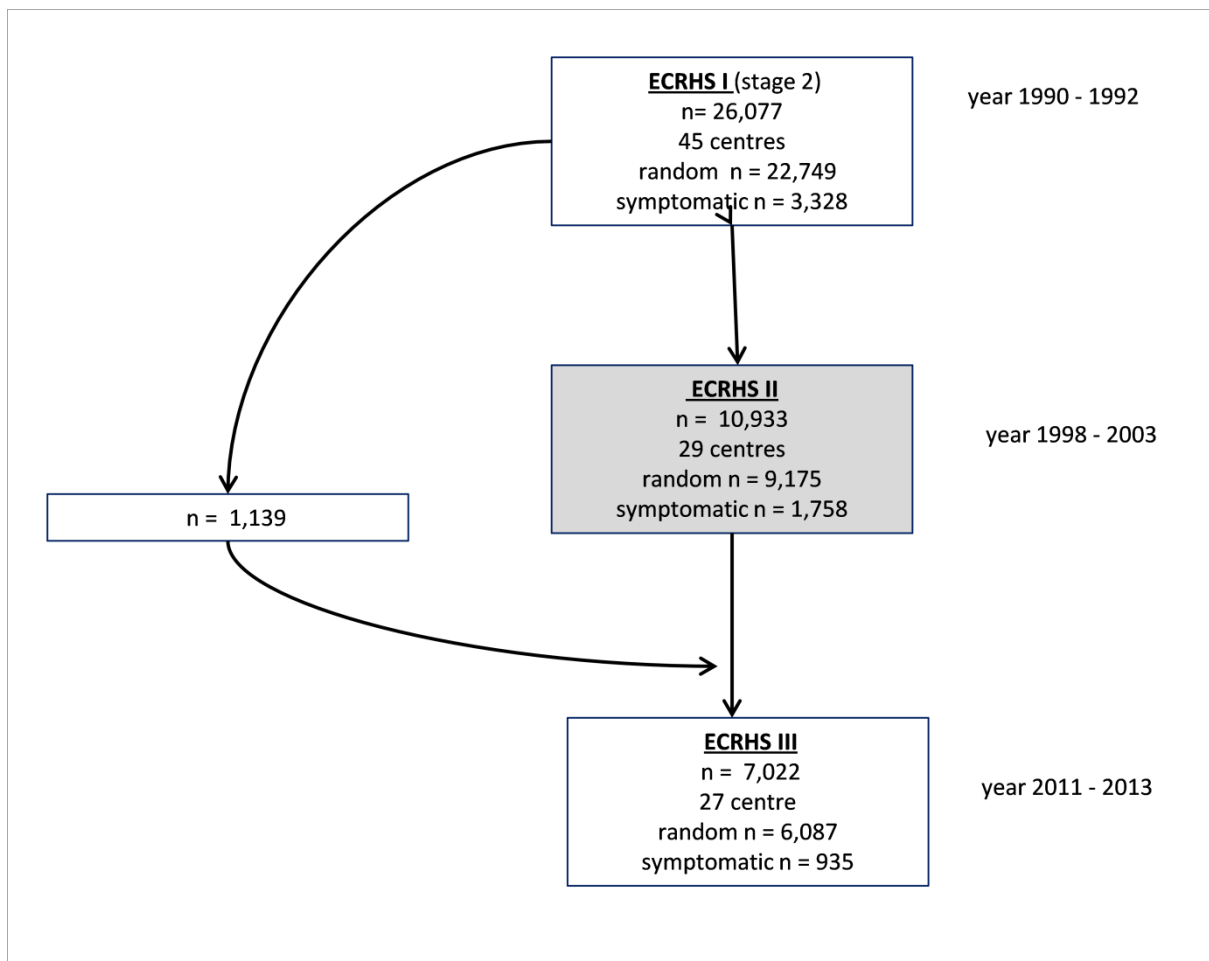 ECRHS I (stage 2)
n= 26,077
45 centres
random n = 22,749
symptomatic n = 3,328
year 1990 - 1992
ECRHS II
n = 10,933
29 centres
random n = 9,175
symptomatic n = 1,758
year 1998 - 2003
n = 1,139
ECRHS III
n = 7,022
27 centre
random n = 6,087
symptomatic n = 935
year 2011 - 2013